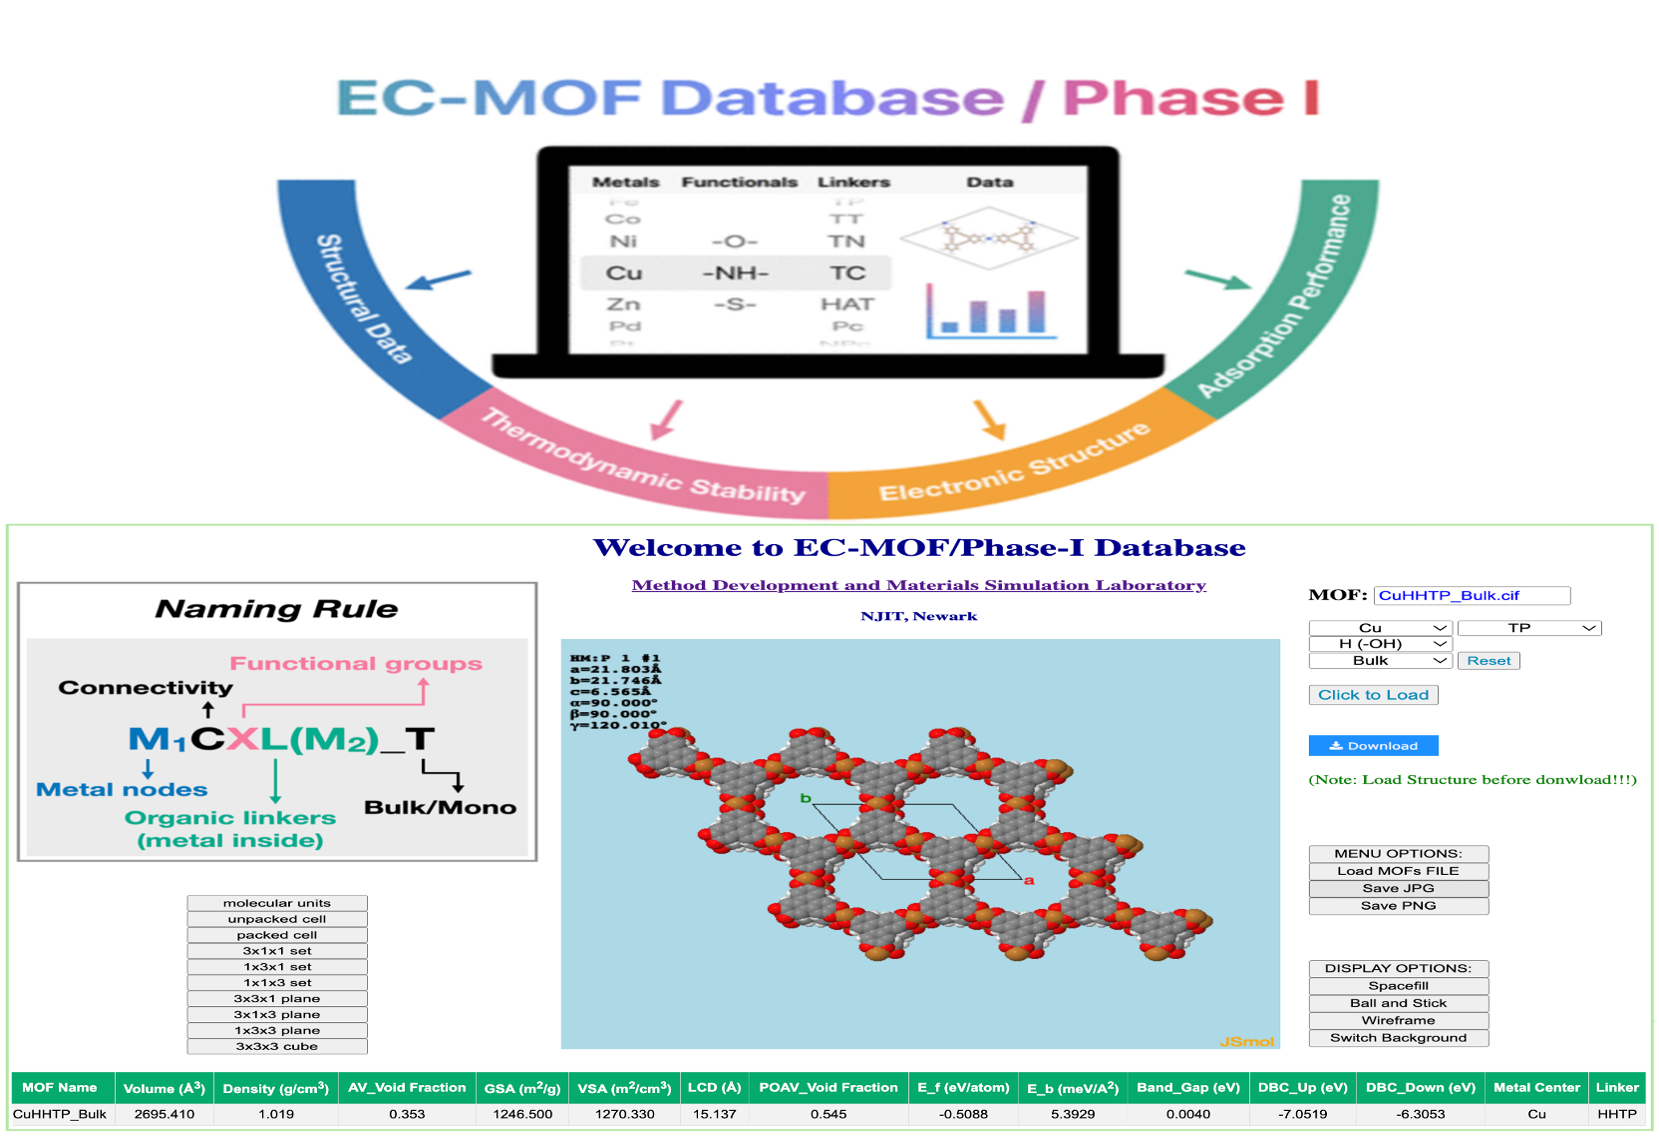 EC-MOF Database / Phase I
Metals Functionals Linkers Data
Fe TP
Co TT
Ni -O- TN
Cu -NH- TC
Zn -S- HAT
Pd Pc
Pt NPc
Structural Data
Thermodynamic Stability
Electronic Structure
Adsorption Performance
Welcome to EC-MOF/Phase-I Database
Method Development and Materials Simulation Laboratory
NJIT, Newark
Naming Rule
Functional groups
Connectivity
M₁CXL(M₂)_T
Metal nodes
Bulk/Mono
Organic linkers
(metal inside)
molecular units
unpacked cell
packed cell
3x1x1 set
1x3x1 set
1x1x3 set
3x3x1 plane
3x1x3 plane
1x3x3 plane
3x3x3 cube
HM:P 1 #1
a=21.803Å
b=21.746Å
c=6.565Å
α=90.000°
β=90.000°
γ=120.010°
b
a
JSmol
MOF: CuHHTP_Bulk.cif
Cu TP
H (-OH)
Bulk Reset
Click to Load
Download
(Note: Load Structure before donwload!!!)
MENU OPTIONS:
Load MOFs FILE
Save JPG
Save PNG
DISPLAY OPTIONS:
Spacefill
Ball and Stick
Wireframe
Switch Background
MOF Name Volume (Å³) Density (g/cm³) AV_Void Fraction GSA (m²/g) VSA (m²/cm³) LCD (Å) POAV_Void Fraction E_f (eV/atom) E_b (meV/A²) Band_Gap (eV) DBC_Up (eV) DBC_Down (eV) Metal Center Linker
CuHHTP_Bulk 2695.410 1.019 0.353 1246.500 1270.330 15.137 0.545 -0.5088 5.3929 0.0040 -7.0519 -6.3053 Cu HHTP